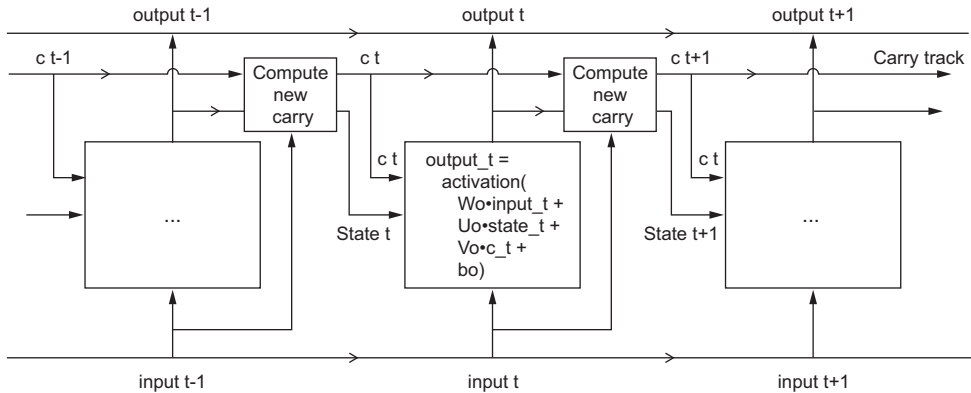 output t-1
output t
output t+1
c t-1
Compute
new
carry
c t
Compute
new
carry
c t+1
Carry track
...
c t
State t
output_t =
activation(
Wo•input_t +
Uo•state_t +
Vo•c_t +
bo)
c t
State t+1
...
input t-1
input t
input t+1